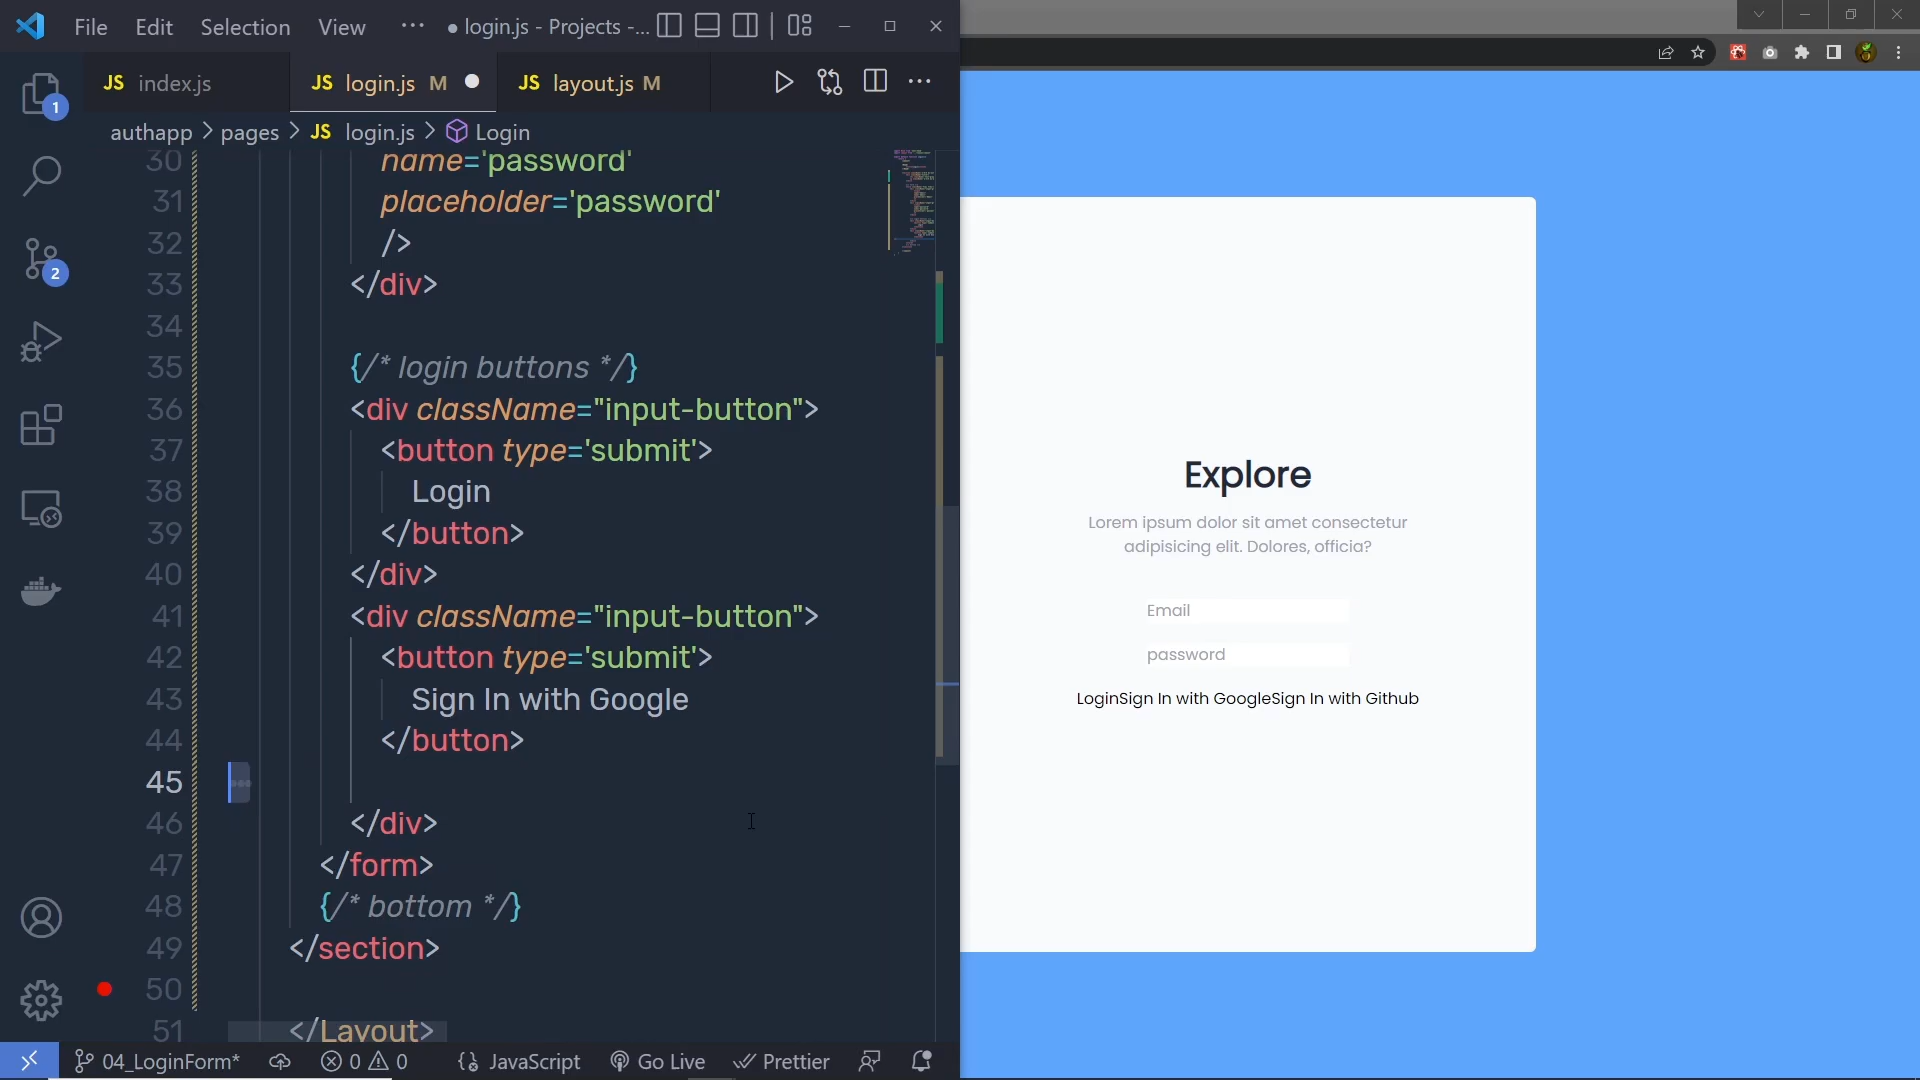 File Edit Selection View ··· ● login.js - Projects -...
JS index.js JS login.js M ● JS layout.js M
authapp > pages > JS login.js > Login
30 name='password'
31 placeholder='password'
32 />
33 </div>
34
35 {/* login buttons */}
36 <div className="input-button">
37 <button type='submit'>
38 Login
39 </button>
40 </div>
41 <div className="input-button">
42 <button type='submit'>
43 Sign In with Google
44 </button>
45
46 </div>
47 </form>
48 {/* bottom */}
49 </section>
50
51 </Layout>
1
2
04_LoginForm* 0 0 JavaScript Go Live Prettier
Explore
Lorem ipsum dolor sit amet consectetur
adipisicing elit. Dolores, officia?
Email
password
LoginSign In with GoogleSign In with Github